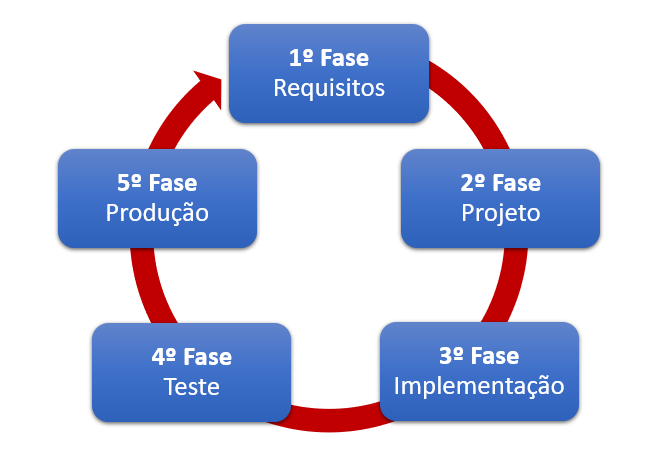 1º Fase
Requisitos
2º Fase
Projeto
3º Fase
Implementação
4º Fase
Teste
5º Fase
Produção